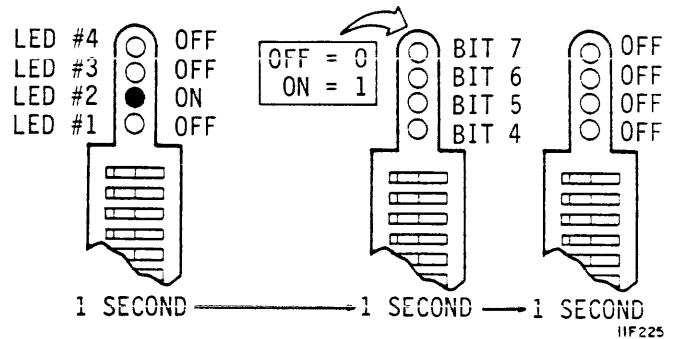 LED #4 OFF
LED #3 OFF
LED #2 ON
LED #1 OFF
OFF = 0
ON = 1
BIT 7
BIT 6
BIT 5
BIT 4
OFF
OFF
OFF
OFF
1 SECOND 1 SECOND 1 SECOND
IIF225